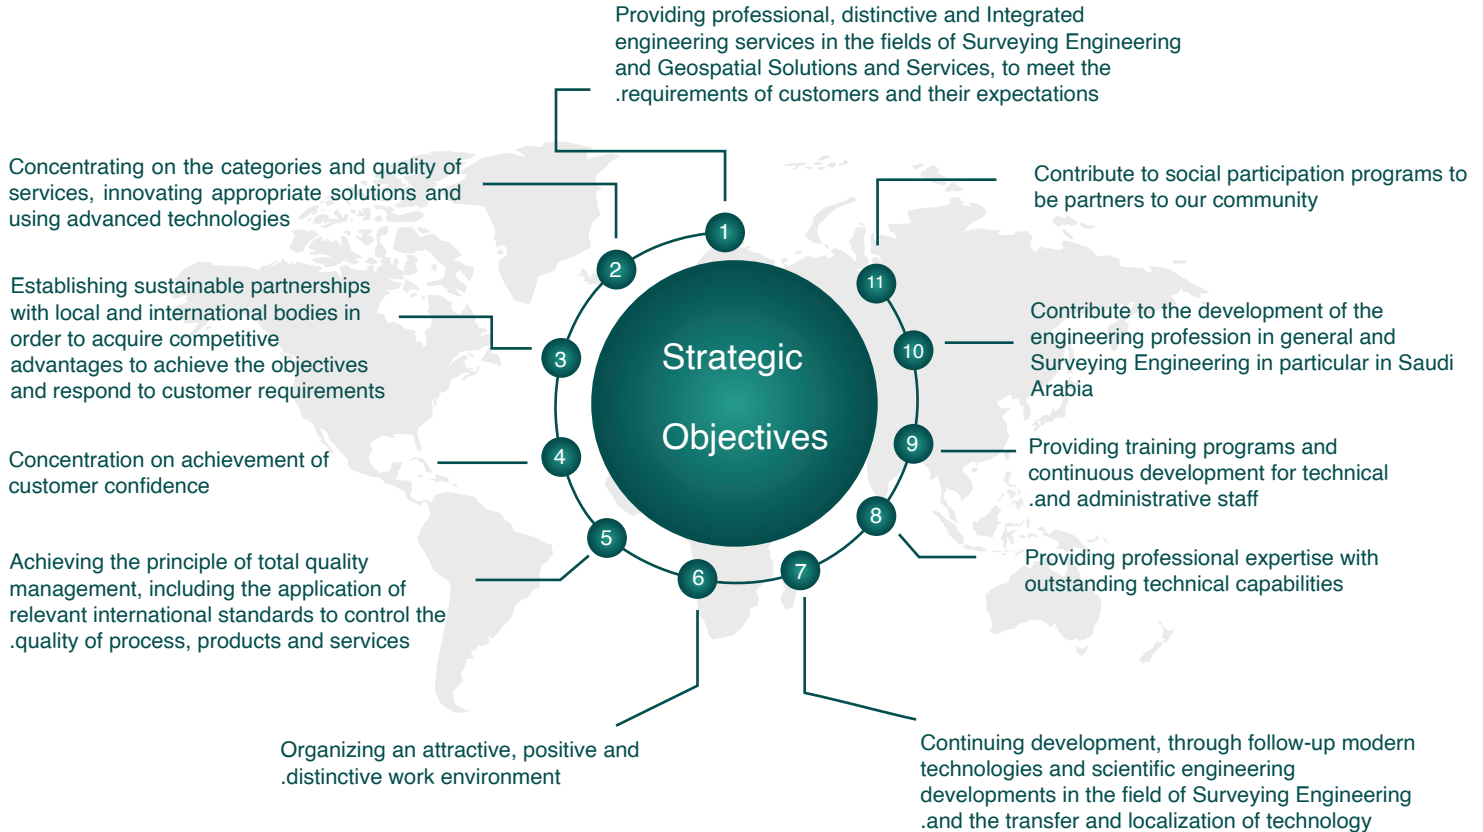 Strategic
Objectives
1
Providing professional, distinctive and Integrated
engineering services in the fields of Surveying Engineering
and Geospatial Solutions and Services, to meet the
.requirements of customers and their expectations
2
Concentrating on the categories and quality of
services, innovating appropriate solutions and
using advanced technologies
3
Establishing sustainable partnerships
with local and international bodies in
order to acquire competitive
advantages to achieve the objectives
and respond to customer requirements
4
Concentration on achievement of
customer confidence
5
Achieving the principle of total quality
management, including the application of
relevant international standards to control the
.quality of process, products and services
6
Organizing an attractive, positive and
.distinctive work environment
7
Continuing development, through follow-up modern
technologies and scientific engineering
developments in the field of Surveying Engineering
.and the transfer and localization of technology
8
Providing professional expertise with
outstanding technical capabilities
9
Providing training programs and
continuous development for technical
.and administrative staff
10
Contribute to the development of the
engineering profession in general and
Surveying Engineering in particular in Saudi
Arabia
11
Contribute to social participation programs to
be partners to our community